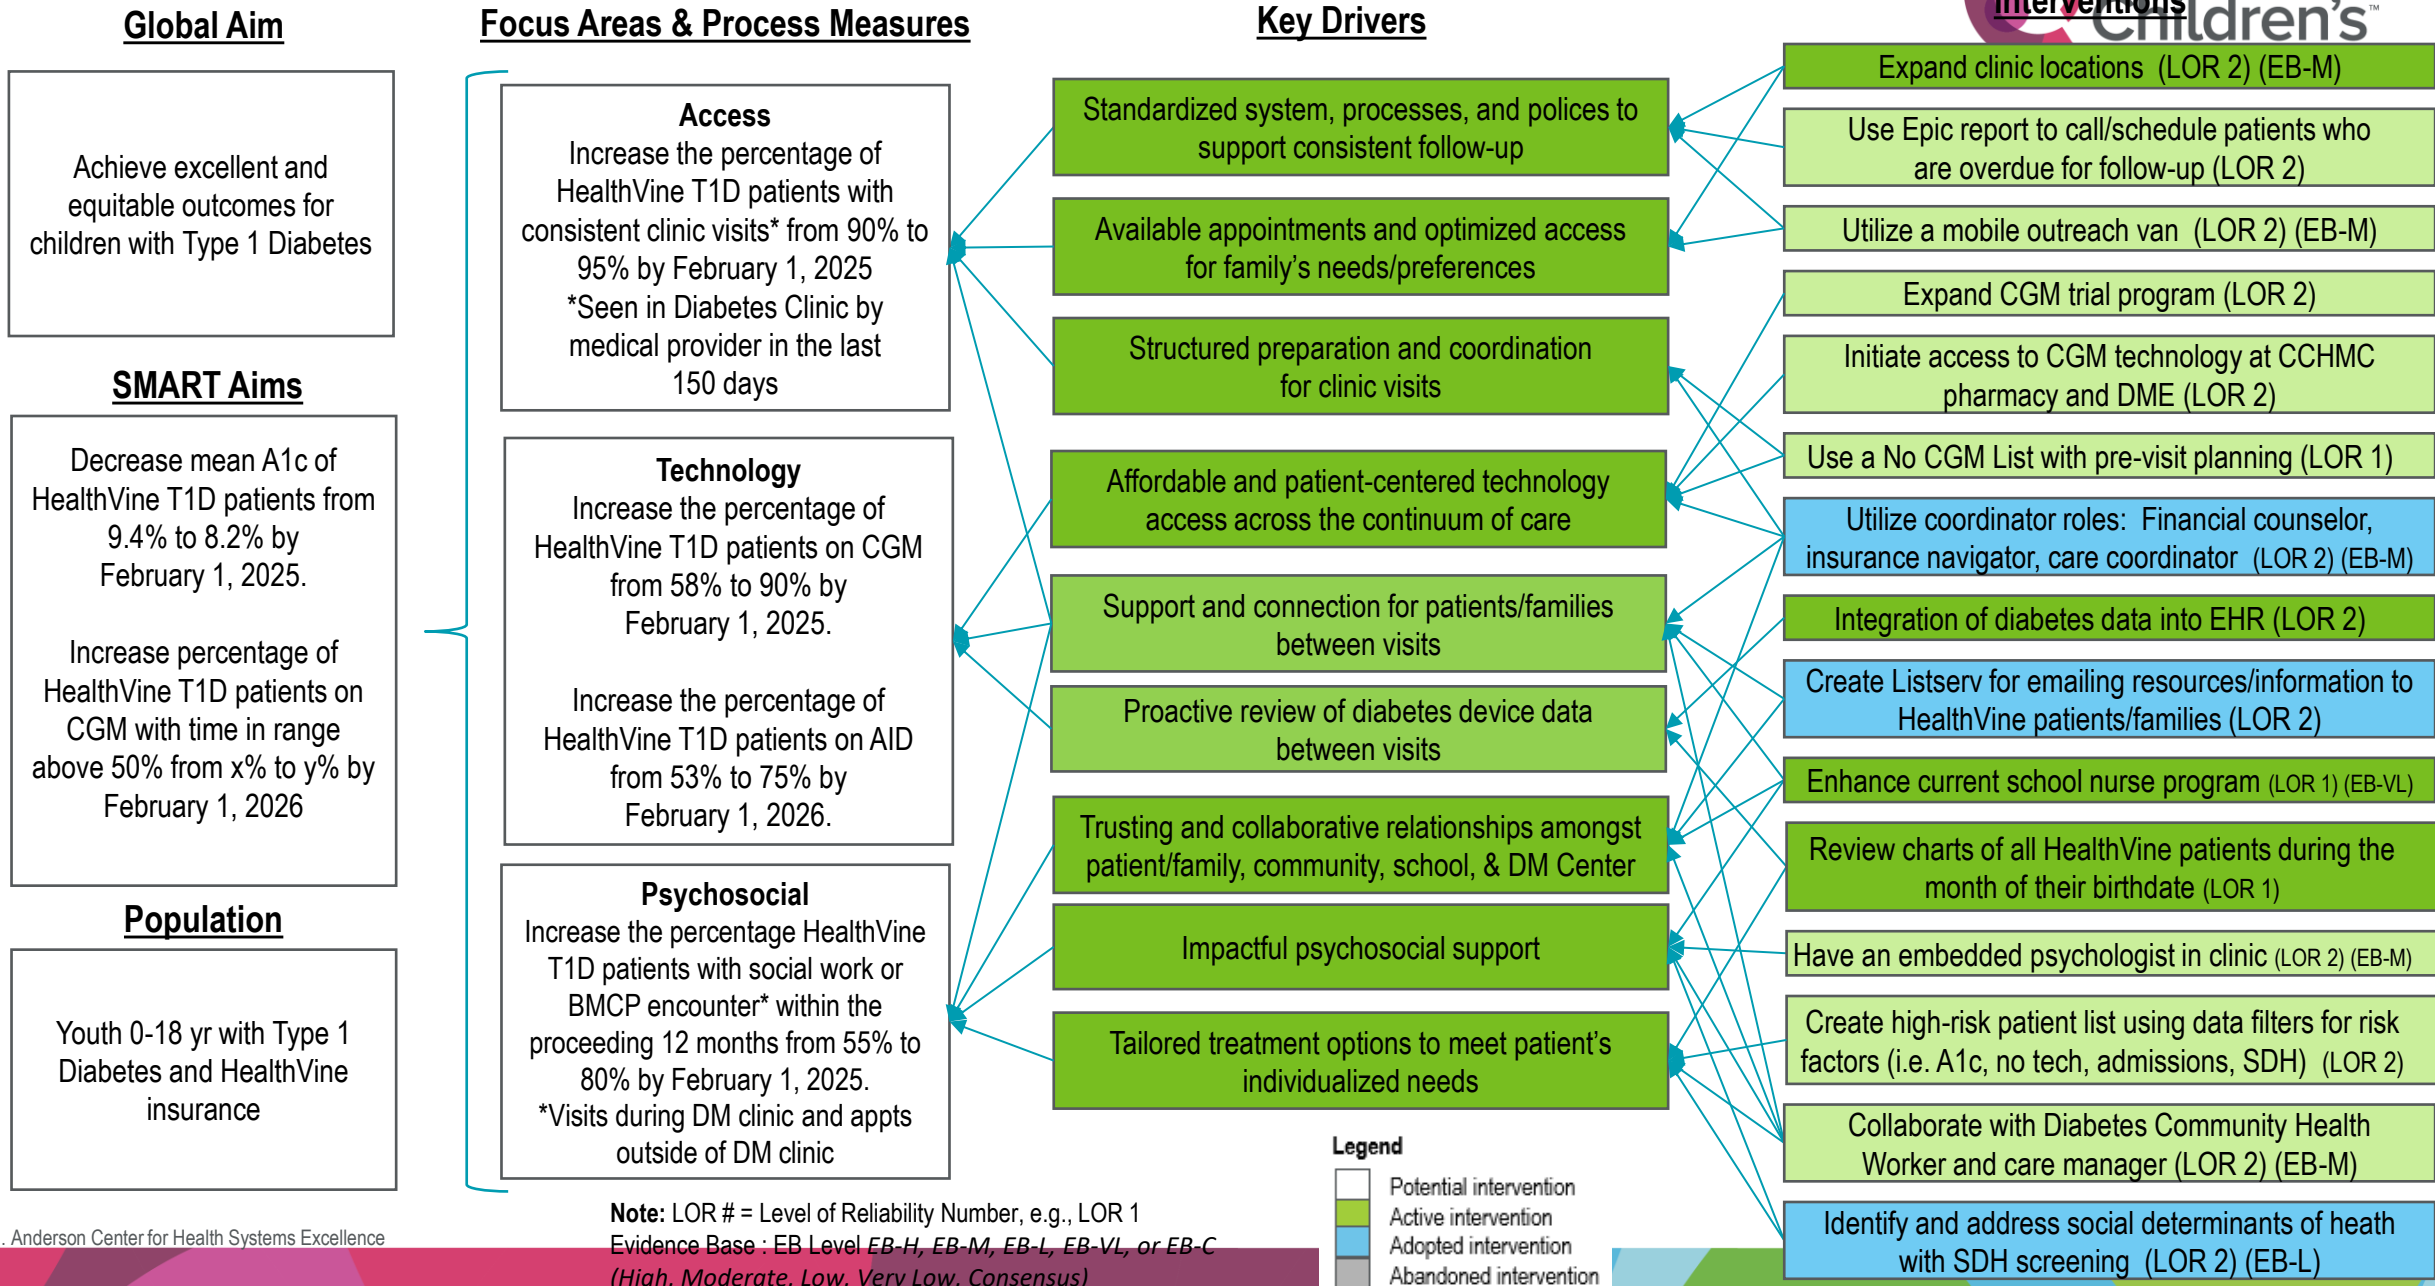 Global Aim
Achieve excellent and
equitable outcomes for
children with Type 1 Diabetes
SMART Aims
Decrease mean A1c of
HealthVine T1D patients from
9.4% to 8.2% by
February 1, 2025.
Increase percentage of
HealthVine T1D patients on
CGM with time in range
above 50% from x% to y% by
February 1, 2026
Population
Youth 0-18 yr with Type 1
Diabetes and HealthVine
insurance
Focus Areas & Process Measures
Access
Increase the percentage of
HealthVine T1D patients with
consistent clinic visits* from 90% to
95% by February 1, 2025
*Seen in Diabetes Clinic by
medical provider in the last
150 days
Technology
Increase the percentage of
HealthVine T1D patients on CGM
from 58% to 90% by
February 1, 2025.
Increase the percentage of
HealthVine T1D patients on AID
from 53% to 75% by
February 1, 2026.
Psychosocial
Increase the percentage HealthVine
T1D patients with social work or
BMCP encounter* within the
proceeding 12 months from 55% to
80% by February 1, 2025.
*Visits during DM clinic and appts
outside of DM clinic
Key Drivers
Standardized system, processes, and polices to
support consistent follow-up
Available appointments and optimized access
for family's needs/preferences
Structured preparation and coordination
for clinic visits
Affordable and patient-centered technology
access across the continuum of care
Support and connection for patients/families
between visits
Proactive review of diabetes device data
between visits
Trusting and collaborative relationships amongst
patient/family, community, school, & DM Center
Impactful psychosocial support
Tailored treatment options to meet patient's
individualized needs
Interventions
Children's™
Expand clinic locations (LOR 2) (EB-M)
Use Epic report to call/schedule patients who
are overdue for follow-up (LOR 2)
Utilize a mobile outreach van (LOR 2) (EB-M)
Expand CGM trial program (LOR 2)
Initiate access to CGM technology at CCHMC
pharmacy and DME (LOR 2)
Use a No CGM List with pre-visit planning (LOR 1)
Utilize coordinator roles: Financial counselor,
insurance navigator, care coordinator (LOR 2) (EB-M)
Integration of diabetes data into EHR (LOR 2)
Create Listserv for emailing resources/information to
HealthVine patients/families (LOR 2)
Enhance current school nurse program (LOR 1) (EB-VL)
Review charts of all HealthVine patients during the
month of their birthdate (LOR 1)
Have an embedded psychologist in clinic (LOR 2) (EB-M)
Create high-risk patient list using data filters for risk
factors (i.e. A1c, no tech, admissions, SDH) (LOR 2)
Collaborate with Diabetes Community Health
Worker and care manager (LOR 2) (EB-M)
Identify and address social determinants of heath
with SDH screening (LOR 2) (EB-L)
Legend
Potential intervention
Active intervention
Adopted intervention
Abandoned intervention
Note: LOR # = Level of Reliability Number, e.g., LOR 1
Evidence Base : EB Level EB-H, EB-M, EB-L, EB-VL, or EB-C
(High, Moderate, Low, Very Low, Consensus)
. Anderson Center for Health Systems Excellence